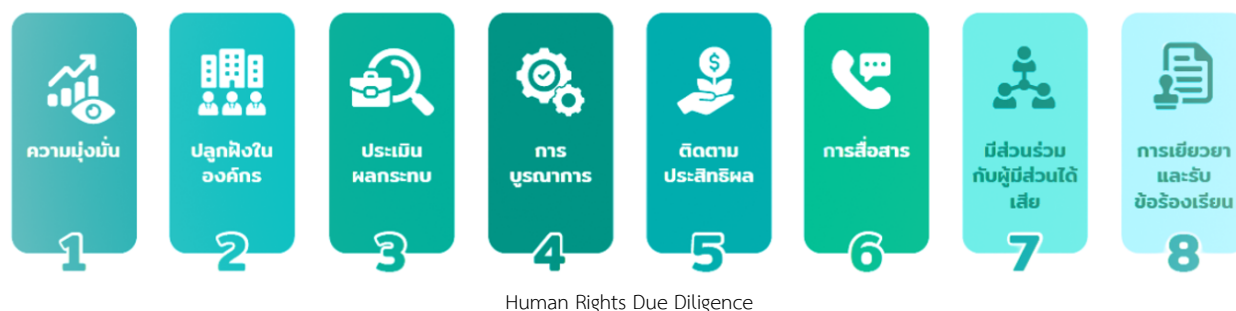 ความมุ่งมั่น
1
ปลูกฝังใน
องค์กร
2
ประเมิน
ผลกระทบ
3
การ
บูรณาการ
4
$
ติดตาม
ประสิทธิผล
5
การสื่อสาร
6
มีส่วนร่วม
กับผู้มีส่วนได้
เสีย
7
การเยียวยา
และรับ
ข้อร้องเรียน
8
Human Rights Due Diligence